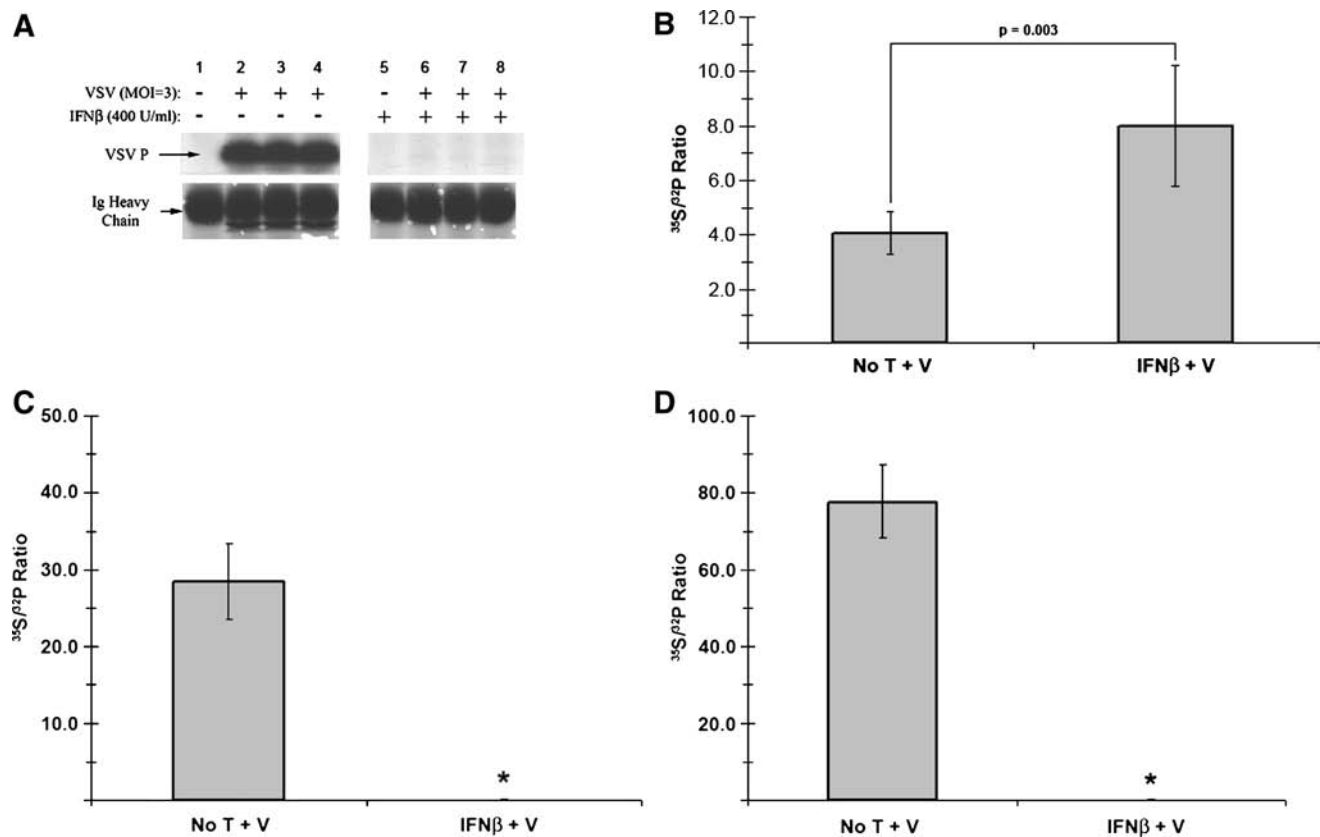 A
1 2 3 4 5 6 7 8
VSV (MOI=3): - + + + - + + +
IFNβ (400 U/ml): - - - - + + + +
VSV P
Ig Heavy
Chain
B
12.0
10.0
8.0
6.0
4.0
2.0
³⁵S/³²P Ratio
p = 0.003
No T + V IFNβ + V
C
50.0
40.0
30.0
20.0
10.0
³⁵S/³²P Ratio
*
No T + V IFNβ + V
D
100.0
80.0
60.0
40.0
20.0
³⁵S/³²P Ratio
*
No T + V IFNβ + V